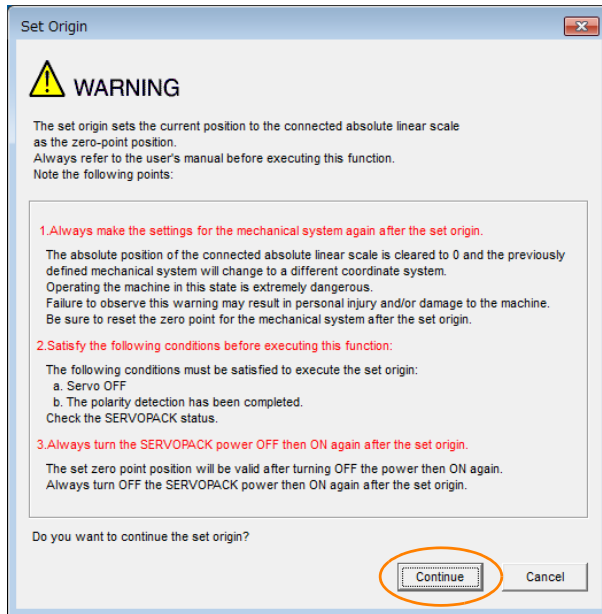 Set Origin
WARNING
The set origin sets the current position to the connected absolute linear scale
as the zero-point position.
Always refer to the user's manual before executing this function.
Note the following points:
1.Always make the settings for the mechanical system again after the set origin.
The absolute position of the connected absolute linear scale is cleared to 0 and the previously
defined mechanical system will change to a different coordinate system.
Operating the machine in this state is extremely dangerous.
Failure to observe this warning may result in personal injury and/or damage to the machine.
Be sure to reset the zero point for the mechanical system after the set origin.
2.Satisfy the following conditions before executing this function:
The following conditions must be satisfied to execute the set origin:
a. Servo OFF
b. The polarity detection has been completed.
Check the SERVOPACK status.
3.Always turn the SERVOPACK power OFF then ON again after the set origin.
The set zero point position will be valid after turning OFF the power then ON again.
Always turn OFF the SERVOPACK power then ON again after the set origin.
Do you want to continue the set origin?
Continue Cancel